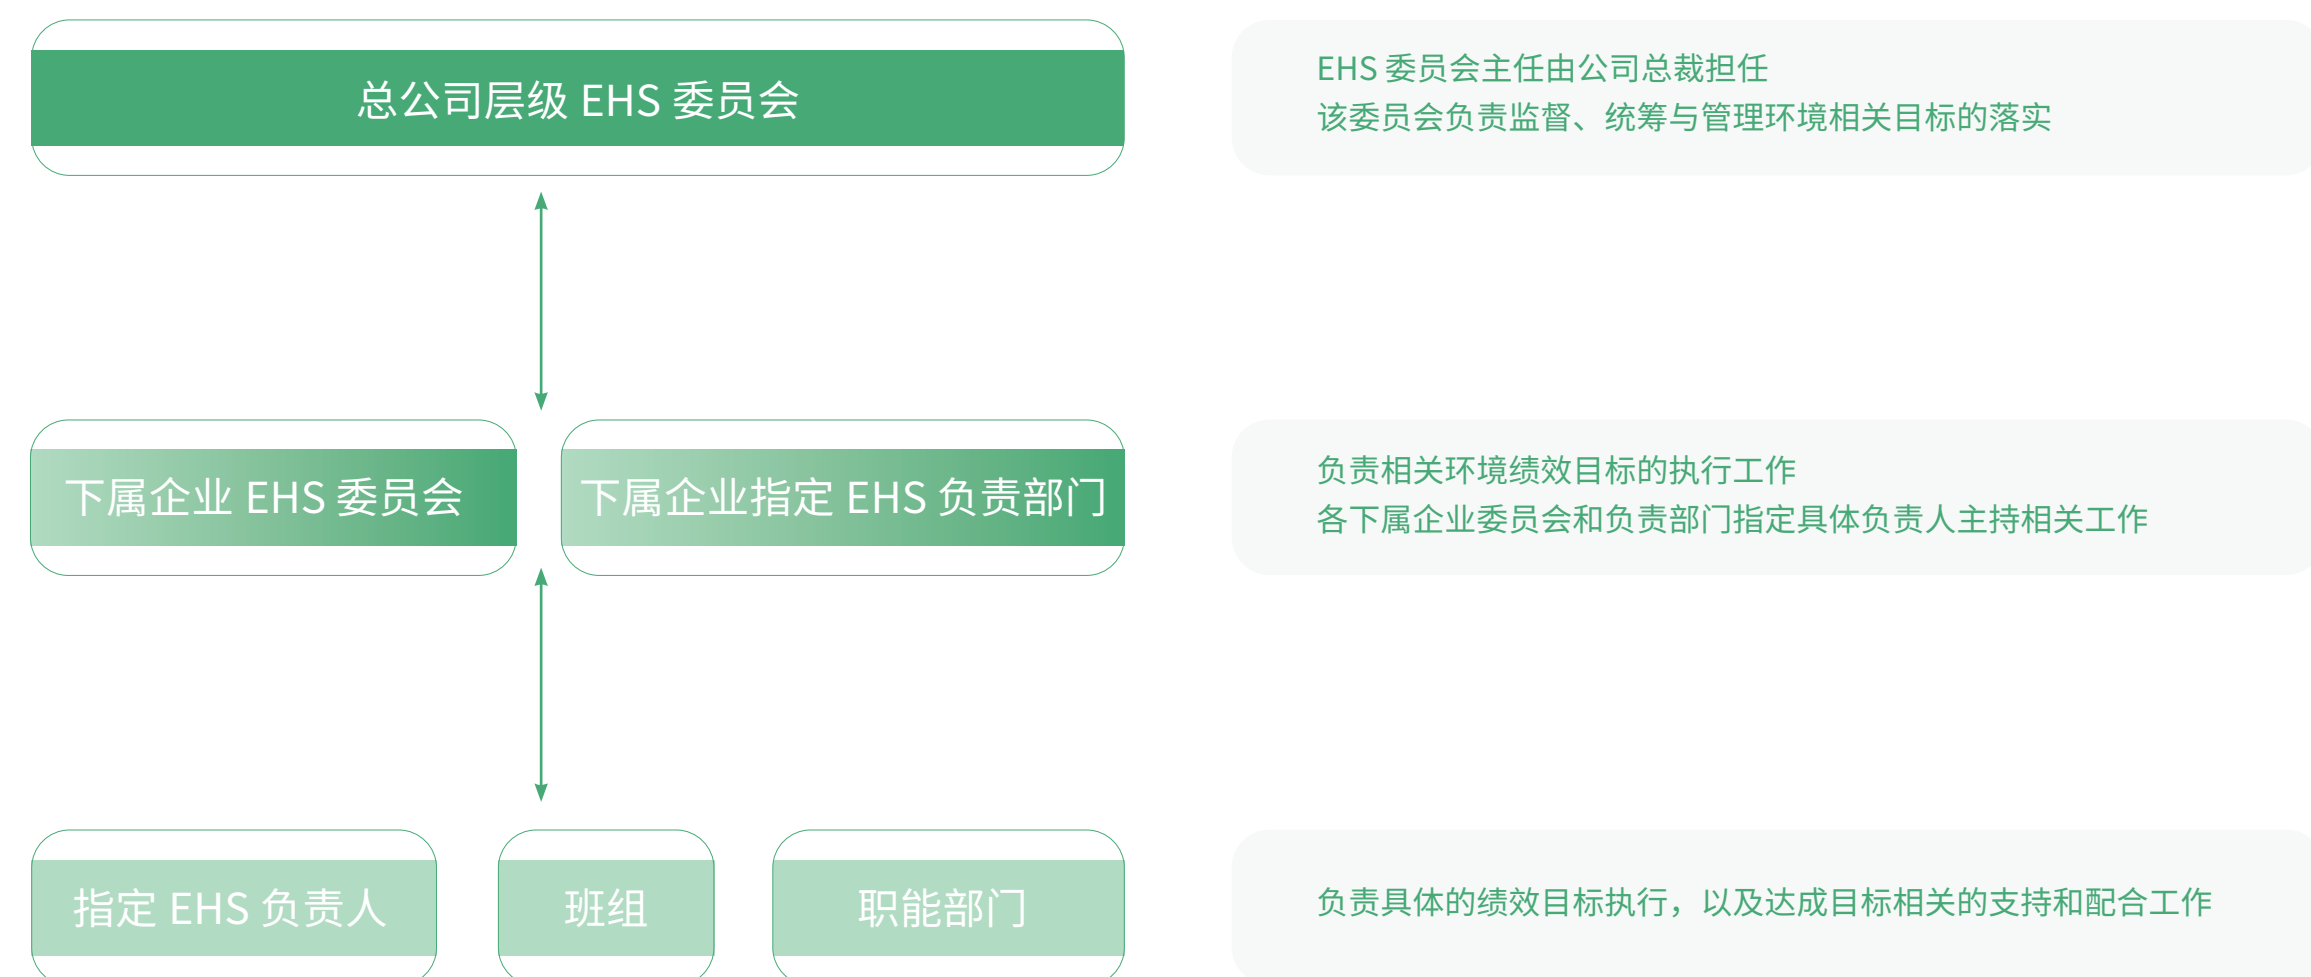 总公司层级 EHS 委员会
EHS 委员会主任由公司总裁担任
该委员会负责监督、统筹与管理环境相关目标的落实
下属企业 EHS 委员会
下属企业指定 EHS 负责部门
负责相关环境绩效目标的执行工作
各下属企业委员会和负责部门指定具体负责人主持相关工作
指定 EHS 负责人
班组
职能部门
负责具体的绩效目标执行，以及达成目标相关的支持和配合工作